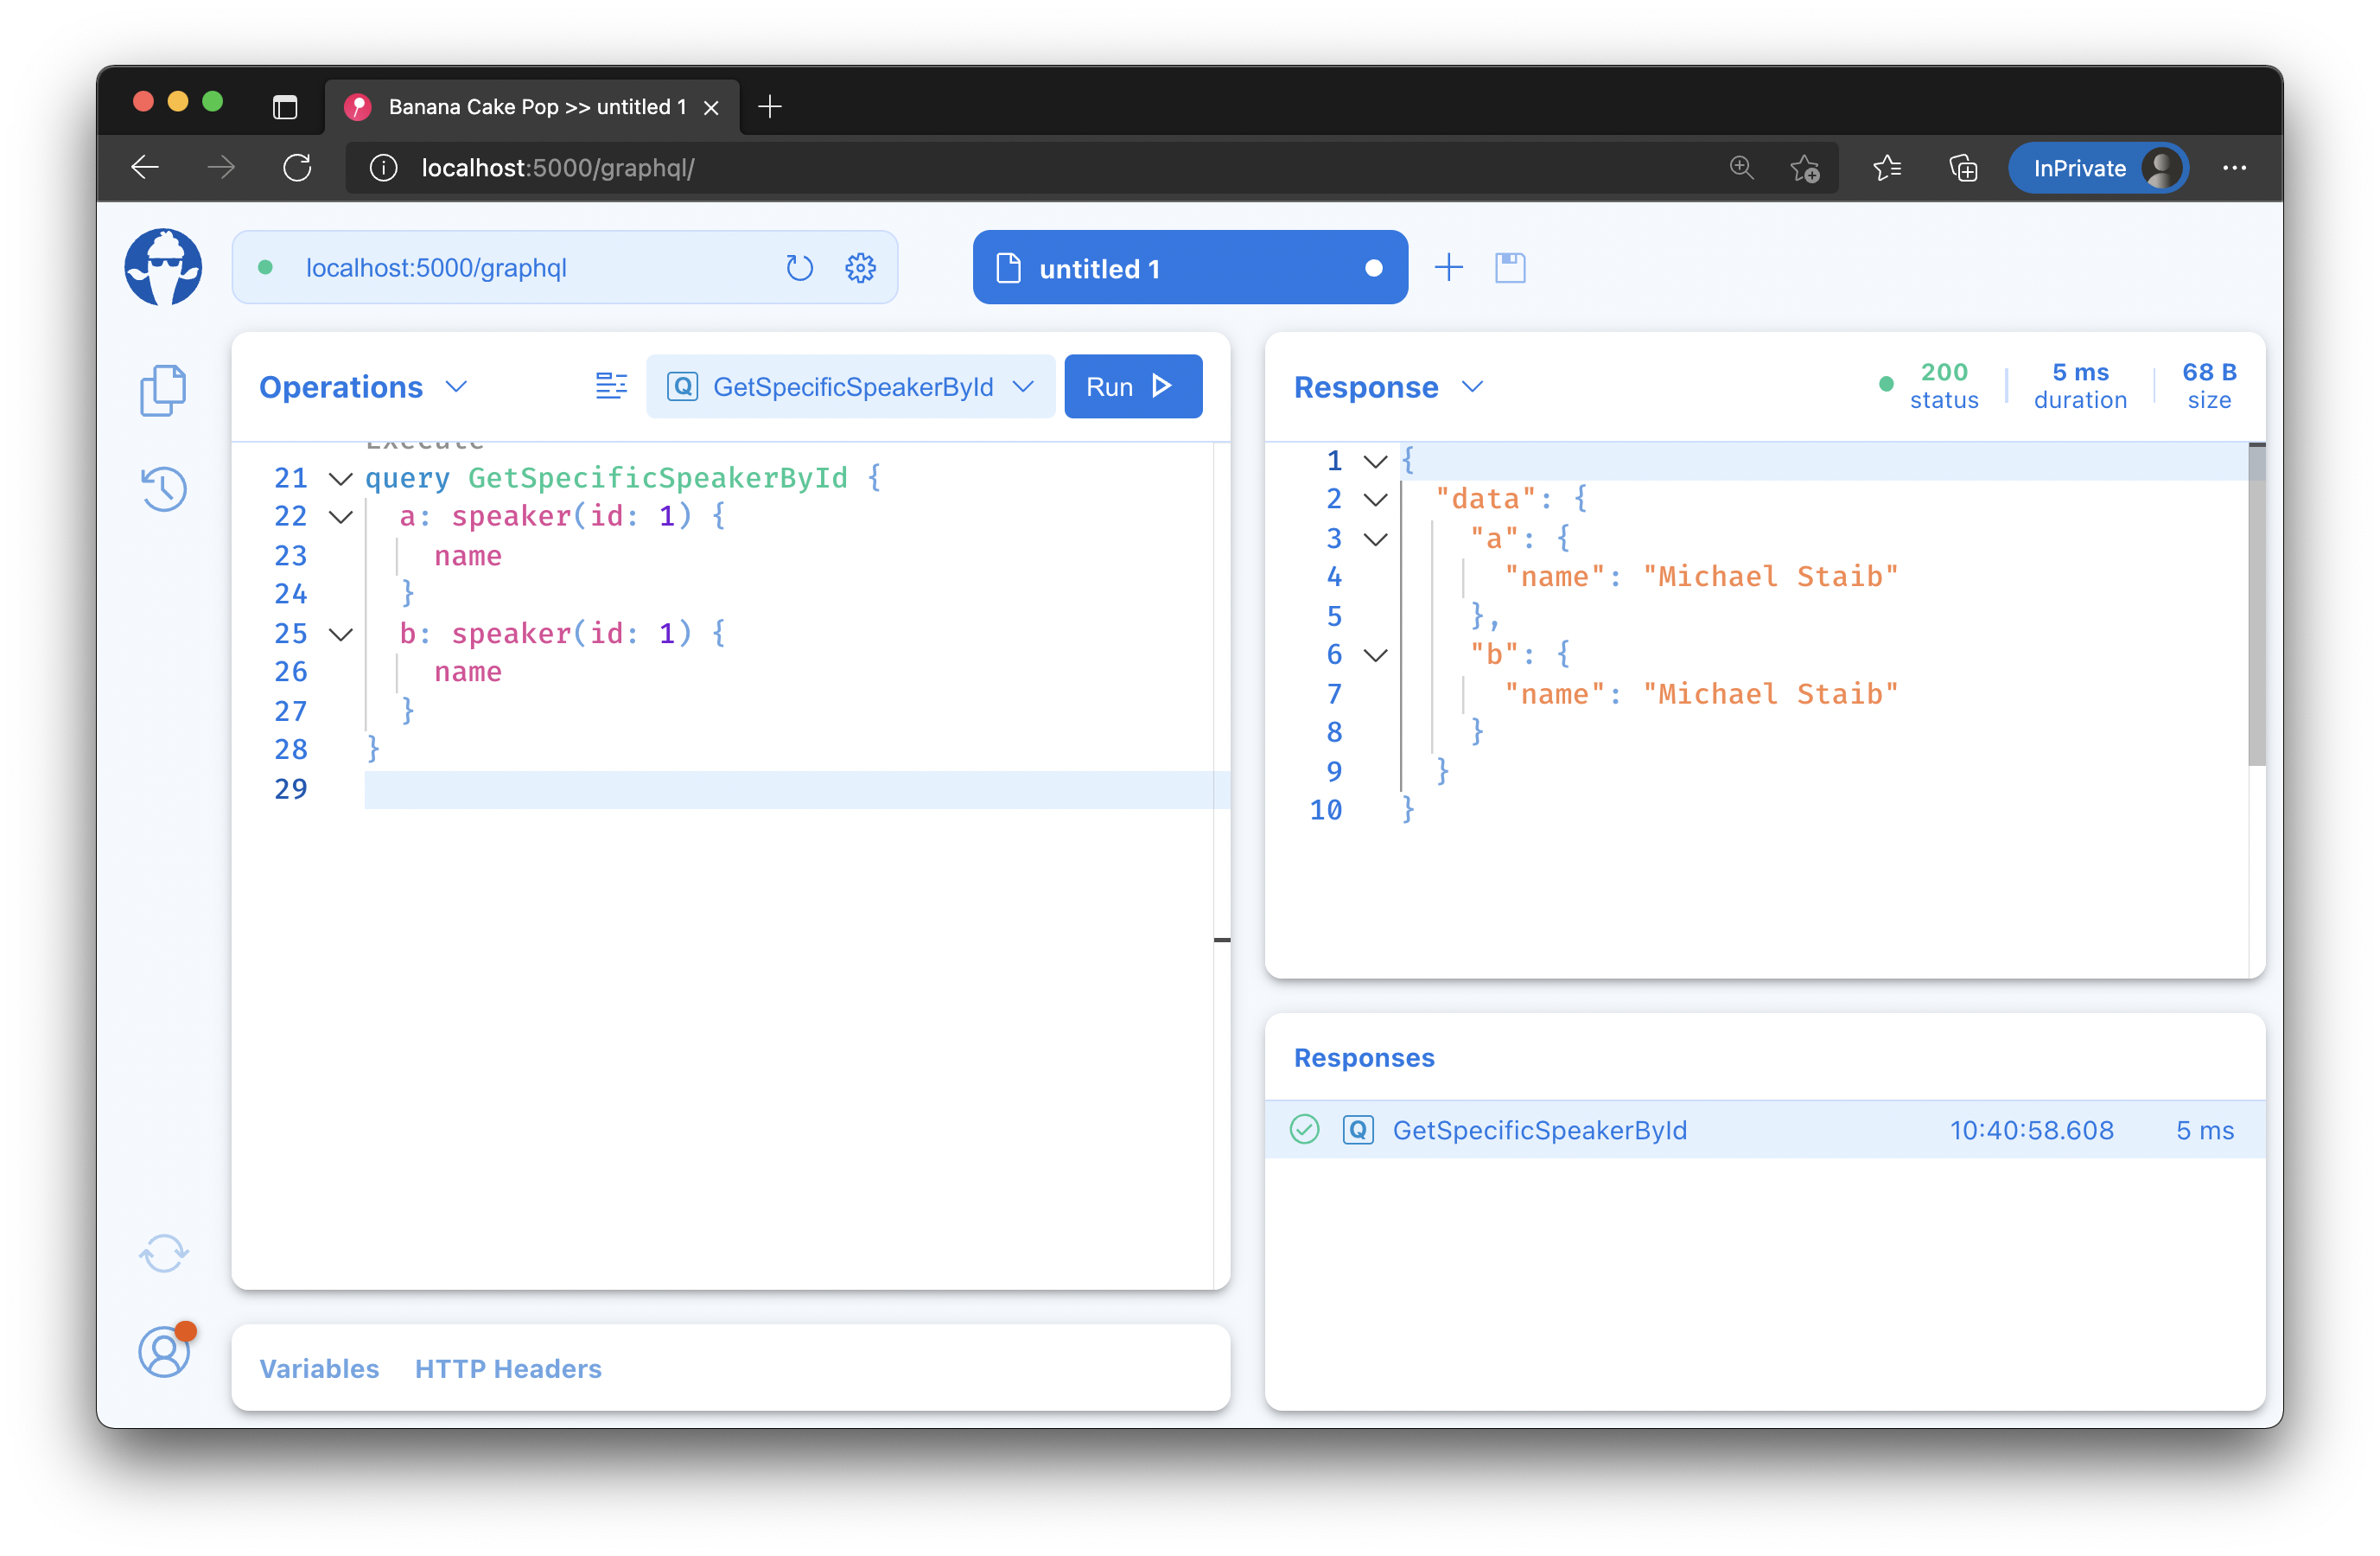 Banana Cake Pop >> untitled 1
localhost:5000/graphql/
InPrivate
localhost:5000/graphql
untitled 1
Operations
Q GetSpecificSpeakerById
Run
Execute
21 query GetSpecificSpeakerById {
22 a: speaker(id: 1) {
23 name
24 }
25 b: speaker(id: 1) {
26 name
27 }
28 }
29
Variables HTTP Headers
Response
200 status
5 ms duration
68 B size
1 {
2 "data": {
3 "a": {
4 "name": "Michael Staib"
5 },
6 "b": {
7 "name": "Michael Staib"
8 }
9 }
10 }
Responses
Q GetSpecificSpeakerById 10:40:58.608 5 ms